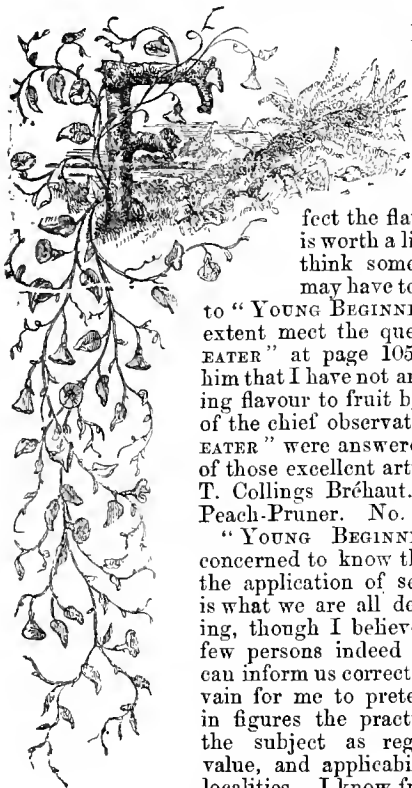 F
fect the fla
is worth a li
think some
may have to
to “ YOUNG BEGINN
extent meet the que
EATER ” at page 105
him that I have not an
ing flavour to fruit b
of the chief observat
EATER ” were answer
of those excellent art
T. Collings Bréhaut.
Peach-Pruner. No.
“ YOUNG BEGINN
concerned to know th
the application of se
is what we are all de
ing, though I believe
few persons indeed
can inform us correct
vain for me to prete
in figures the pract
the subject as reg
value, and applicabi
localities. I know fr